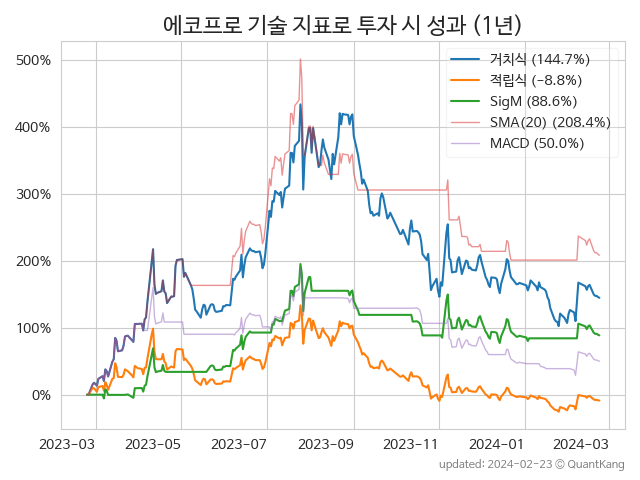 에코프로 기술 지표로 투자 시 성과 (1년)
500%
400%
300%
200%
100%
0%
거치식 (144.7%)
적립식 (-8.8%)
SigM (88.6%)
SMA(20) (208.4%)
MACD (50.0%)
2023-03
2023-05
2023-07
2023-09
2023-11
2024-01
2024-03
updated: 2024-02-23 © QuantKang